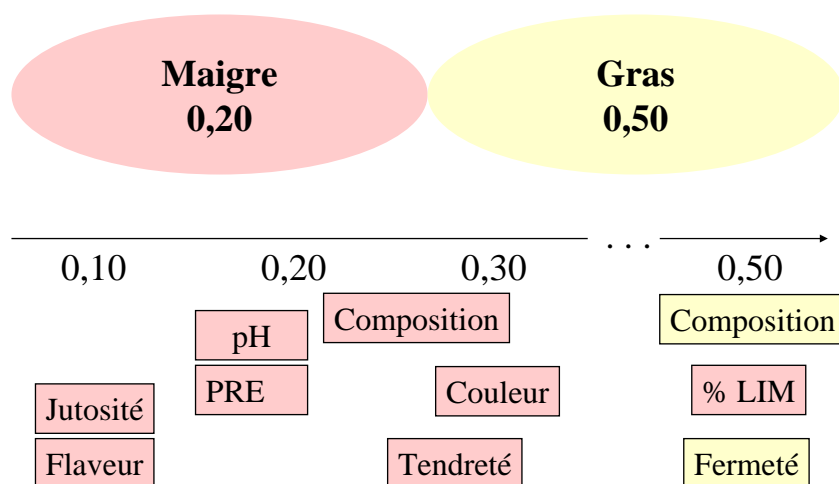 Maigre
0,20
Gras
0,50
. . .
0,10 0,20 0,30 0,50
Composition Composition
pH
PRE Couleur % LIM
Jutosité
Flaveur Tendreté Fermeté